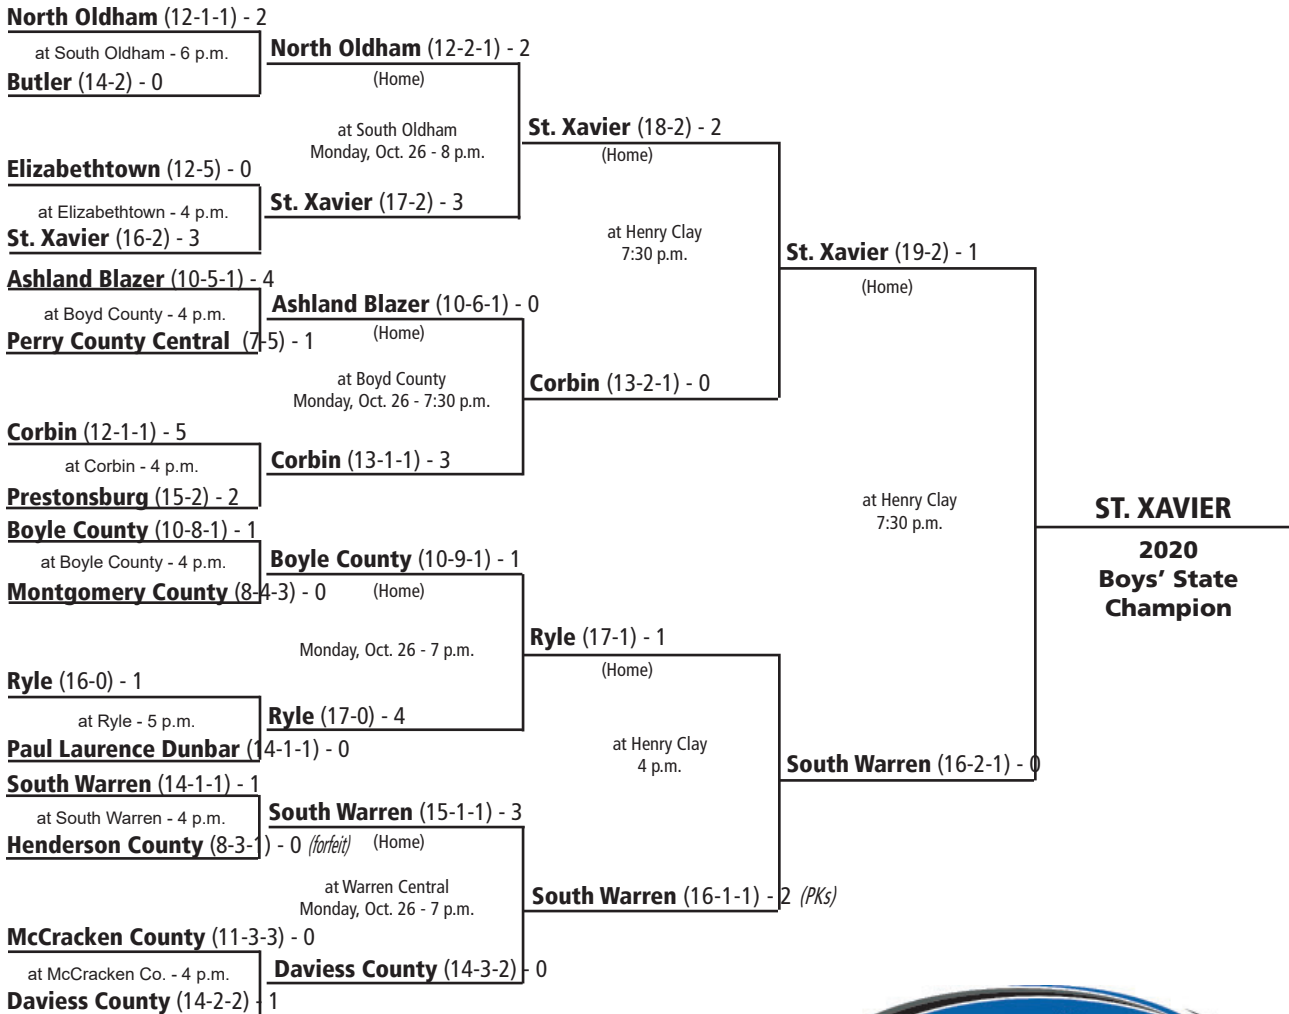 North Oldham (12-1-1) - 2
at South Oldham - 6 p.m.
Butler (14-2) - 0
North Oldham (12-2-1) - 2
(Home)
at South Oldham
Monday, Oct. 26 - 8 p.m.
Elizabethtown (12-5) - 0
at Elizabethtown - 4 p.m.
St. Xavier (16-2) - 3
St. Xavier (17-2) - 3
St. Xavier (18-2) - 2
(Home)
at Henry Clay
7:30 p.m.
Ashland Blazer (10-5-1) - 4
at Boyd County - 4 p.m.
Perry County Central (7-5) - 1
Ashland Blazer (10-6-1) - 0
(Home)
at Boyd County
Monday, Oct. 26 - 7:30 p.m.
Corbin (12-1-1) - 5
at Corbin - 4 p.m.
Prestonsburg (15-2) - 2
Corbin (13-1-1) - 3
Corbin (13-2-1) - 0
St. Xavier (19-2) - 1
(Home)
at Henry Clay
7:30 p.m.
Boyle County (10-8-1) - 1
at Boyle County - 4 p.m.
Montgomery County (8-4-3) - 0
Boyle County (10-9-1) - 1
(Home)
Monday, Oct. 26 - 7 p.m.
Ryle (16-0) - 1
at Ryle - 5 p.m.
Paul Laurence Dunbar (14-1-1) - 0
Ryle (17-0) - 4
Ryle (17-1) - 1
(Home)
at Henry Clay
4 p.m.
South Warren (14-1-1) - 1
at South Warren - 4 p.m.
Henderson County (8-3-1) - 0 (forfeit)
South Warren (15-1-1) - 3
(Home)
at Warren Central
Monday, Oct. 26 - 7 p.m.
McCracken County (11-3-3) - 0
at McCracken Co. - 4 p.m.
Daviess County (14-2-2) - 1
Daviess County (14-3-2) - 0
South Warren (16-1-1) - 2 (PKs)
South Warren (16-2-1) - 0
ST. XAVIER
2020
Boys' State
Champion